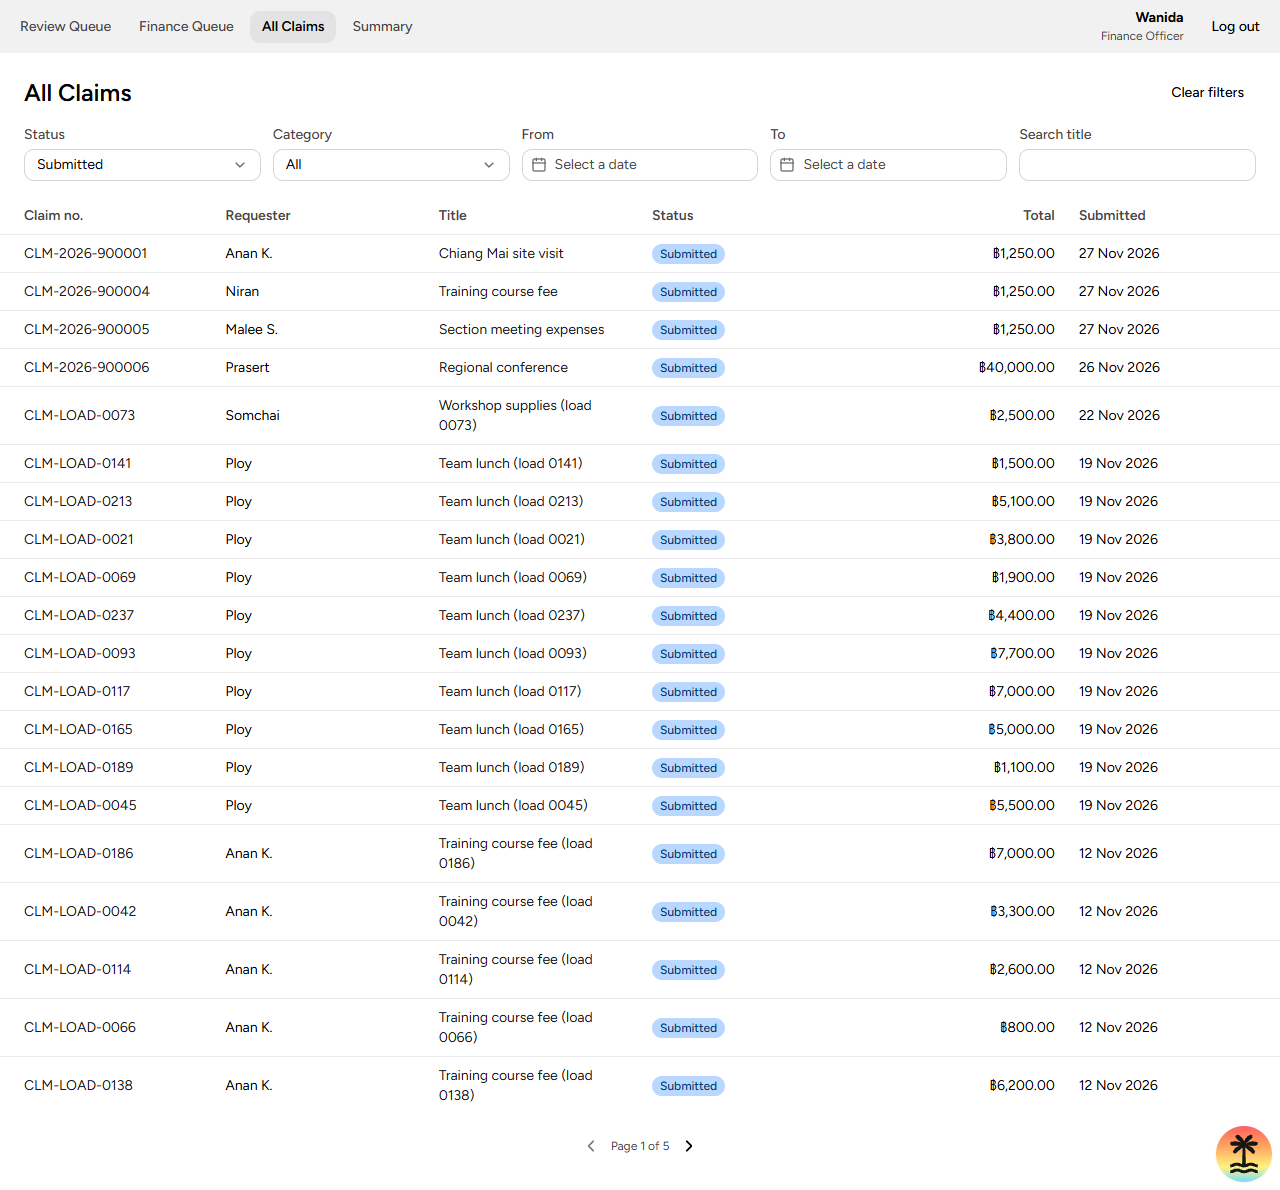 Review Queue Finance Queue All Claims Summary Wanida Log out
Finance Officer
All Claims Clear filters
Status Category From To Search title
Submitted All Select a date Select a date
Claim no. Requester Title Status Total Submitted
CLM-2026-900001 Anan K. Chiang Mai site visit Submitted ฿1,250.00 27 Nov 2026
CLM-2026-900004 Niran Training course fee Submitted ฿1,250.00 27 Nov 2026
CLM-2026-900005 Malee S. Section meeting expenses Submitted ฿1,250.00 27 Nov 2026
CLM-2026-900006 Prasert Regional conference Submitted ฿40,000.00 26 Nov 2026
CLM-LOAD-0073 Somchai Workshop supplies (load Submitted ฿2,500.00 22 Nov 2026
0073)
CLM-LOAD-0141 Ploy Team lunch (load 0141) Submitted ฿1,500.00 19 Nov 2026
CLM-LOAD-0213 Ploy Team lunch (load 0213) Submitted ฿5,100.00 19 Nov 2026
CLM-LOAD-0021 Ploy Team lunch (load 0021) Submitted ฿3,800.00 19 Nov 2026
CLM-LOAD-0069 Ploy Team lunch (load 0069) Submitted ฿1,900.00 19 Nov 2026
CLM-LOAD-0237 Ploy Team lunch (load 0237) Submitted ฿4,400.00 19 Nov 2026
CLM-LOAD-0093 Ploy Team lunch (load 0093) Submitted ฿7,700.00 19 Nov 2026
CLM-LOAD-0117 Ploy Team lunch (load 0117) Submitted ฿7,000.00 19 Nov 2026
CLM-LOAD-0165 Ploy Team lunch (load 0165) Submitted ฿5,000.00 19 Nov 2026
CLM-LOAD-0189 Ploy Team lunch (load 0189) Submitted ฿1,100.00 19 Nov 2026
CLM-LOAD-0045 Ploy Team lunch (load 0045) Submitted ฿5,500.00 19 Nov 2026
CLM-LOAD-0186 Anan K. Training course fee (load Submitted ฿7,000.00 12 Nov 2026
0186)
CLM-LOAD-0042 Anan K. Training course fee (load Submitted ฿3,300.00 12 Nov 2026
0042)
CLM-LOAD-0114 Anan K. Training course fee (load Submitted ฿2,600.00 12 Nov 2026
0114)
CLM-LOAD-0066 Anan K. Training course fee (load Submitted ฿800.00 12 Nov 2026
0066)
CLM-LOAD-0138 Anan K. Training course fee (load Submitted ฿6,200.00 12 Nov 2026
0138)
Page 1 of 5